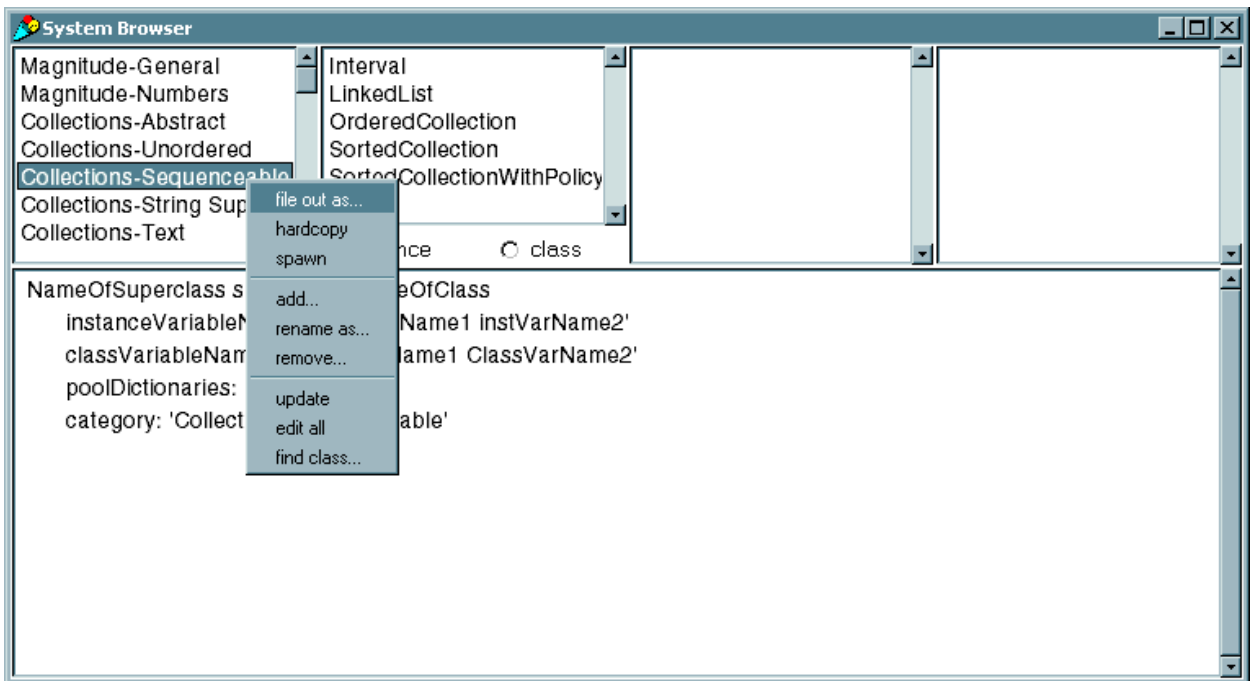 System Browser
Magnitude-General
Magnitude-Numbers
Collections-Abstract
Collections-Unordered
Collections-Sequenceable
Collections-String Sup
Collections-Text
Interval
LinkedList
OrderedCollection
SortedCollection
SortedCollectionWithPolicy
class
file out as...
hardcopy
spawn
add...
rename as...
remove...
update
edit all
find class...
NameOfSuperclass s eOfClass
instanceVariableN Name1 instVarName2'
classVariableNam ame1 ClassVarName2'
poolDictionaries:
category: 'Collect able'